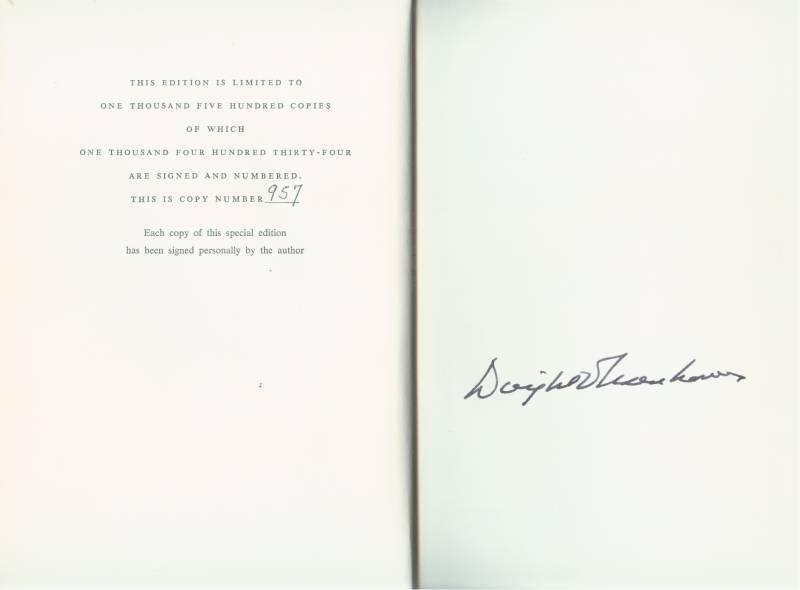 THIS EDITION IS LIMITED TO
ONE THOUSAND FIVE HUNDRED COPIES
OF WHICH
ONE THOUSAND FOUR HUNDRED THIRTY-FOUR
ARE SIGNED AND NUMBERED.
THIS IS COPY NUMBER 957
Each copy of this special edition
has been signed personally by the author
Dwight D Eisenhower